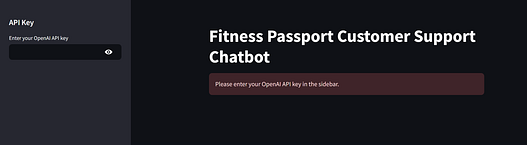 API Key
Enter your OpenAI API key
Fitness Passport Customer Support
Chatbot
Please enter your OpenAI API key in the sidebar.